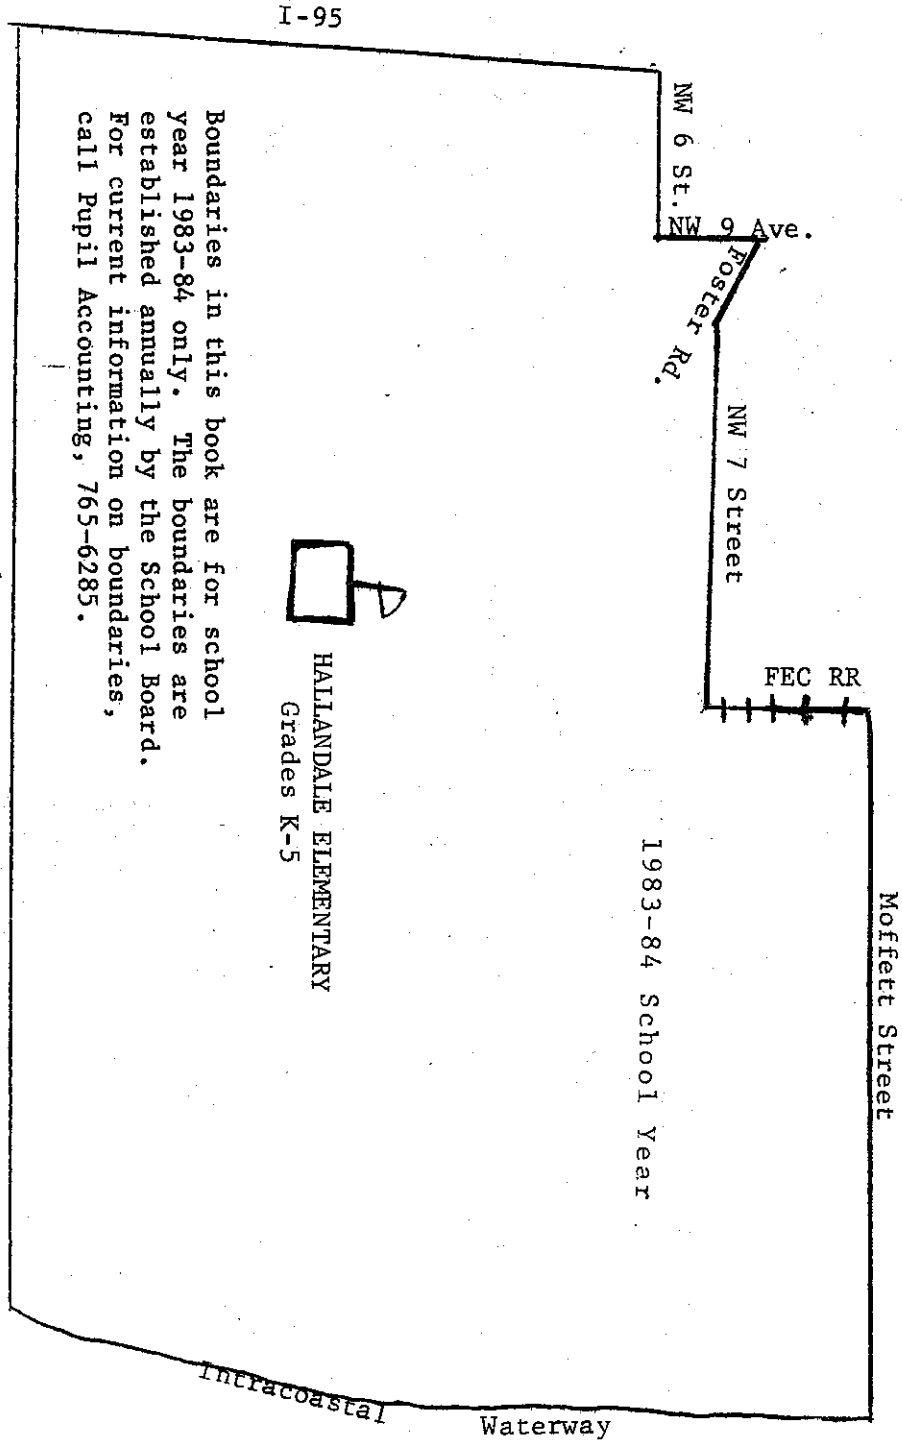 I-95
NW 6 St.
NW 9 Ave.
Foster Rd.
NW 7 Street
FEC RR
Moffett Street
1983-84 School Year
HALLANDALE ELEMENTARY
Grades K-5
Boundaries in this book are for school
year 1983-84 only. The boundaries are
established annually by the School Board.
For current information on boundaries,
call Pupil Accounting, 765-6285.
Intracoastal Waterway